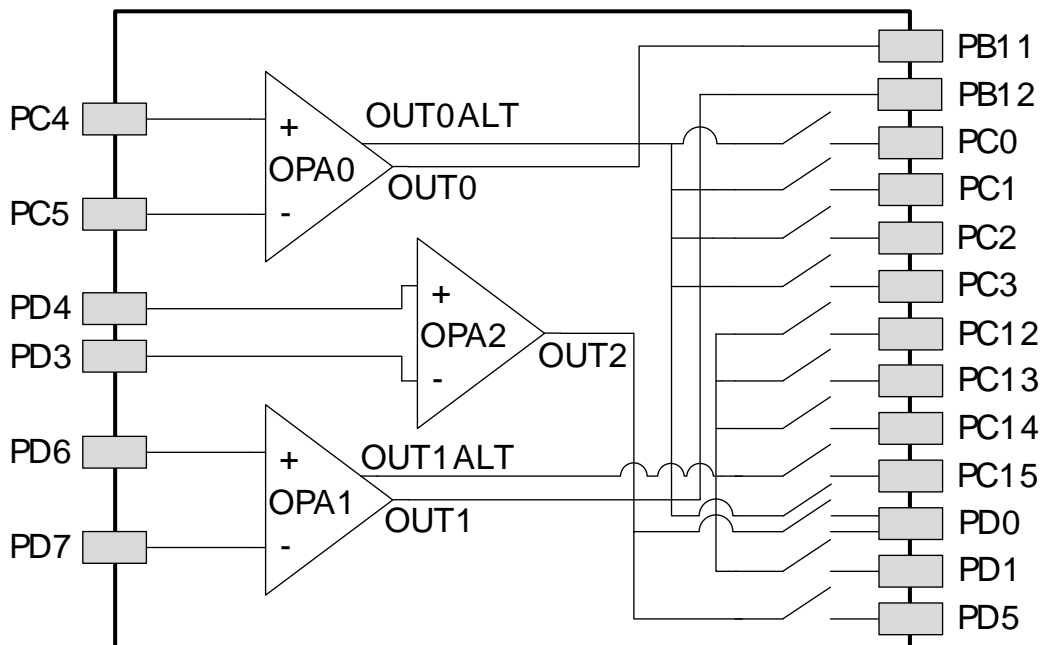 PC4
PC5
PD4
PD3
PD6
PD7
+
OPA0
-
OUT0ALT
OUT0
+
OPA2
-
OUT2
+
OPA1
-
OUT1ALT
OUT1
PB11
PB12
PC0
PC1
PC2
PC3
PC12
PC13
PC14
PC15
PD0
PD1
PD5